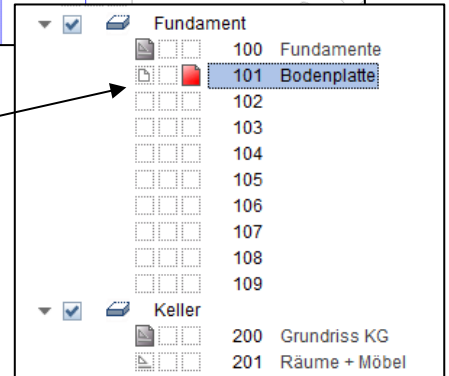 Fundament
100 Fundamente
101 Bodenplatte
102
103
104
105
106
107
108
109
Keller
200 Grundriss KG
201 Räume + Möbel